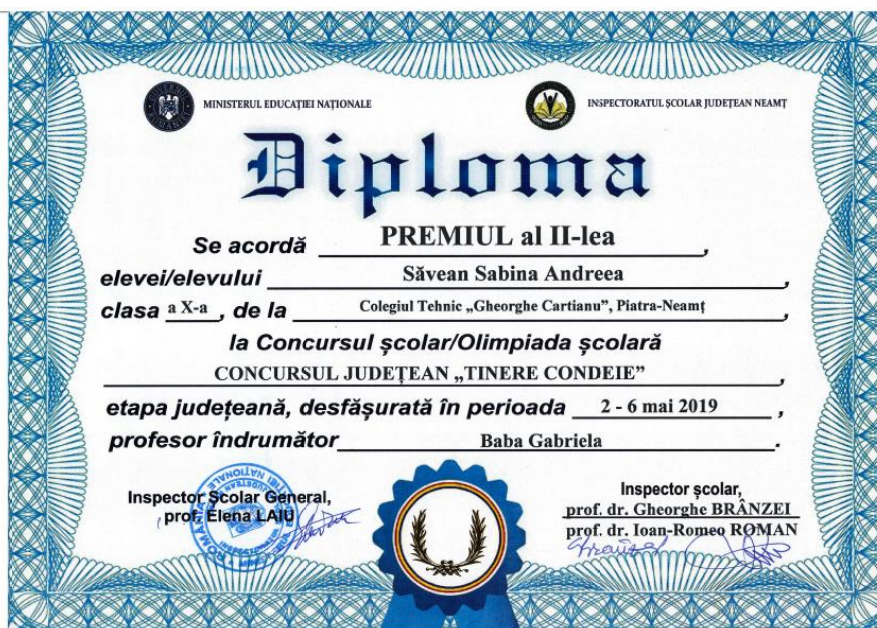 MINISTERUL EDUCAȚIEI NAȚIONALE
INSPECTORATUL ȘCOLAR JUDEȚEAN NEAMȚ
Diploma
Se acordă PREMIUL al II-lea,
elevei/elevului Săvean Sabina Andreea,
clasa a X-a, de la Colegiul Tehnic „Gheorghe Cartianu”, Piatra-Neamț,
la Concursul școlar/Olimpiada școlară
CONCURSUL JUDEȚEAN „TINERE CONDEIE”,
etapa județeană, desfășurată în perioada 2 - 6 mai 2019,
profesor îndrumător Baba Gabriela.
Inspector Școlar General,
prof. Elena LAIU
Inspector școlar,
prof. dr. Gheorghe BRÂNZEI
prof. dr. Ioan-Romeo ROMAN